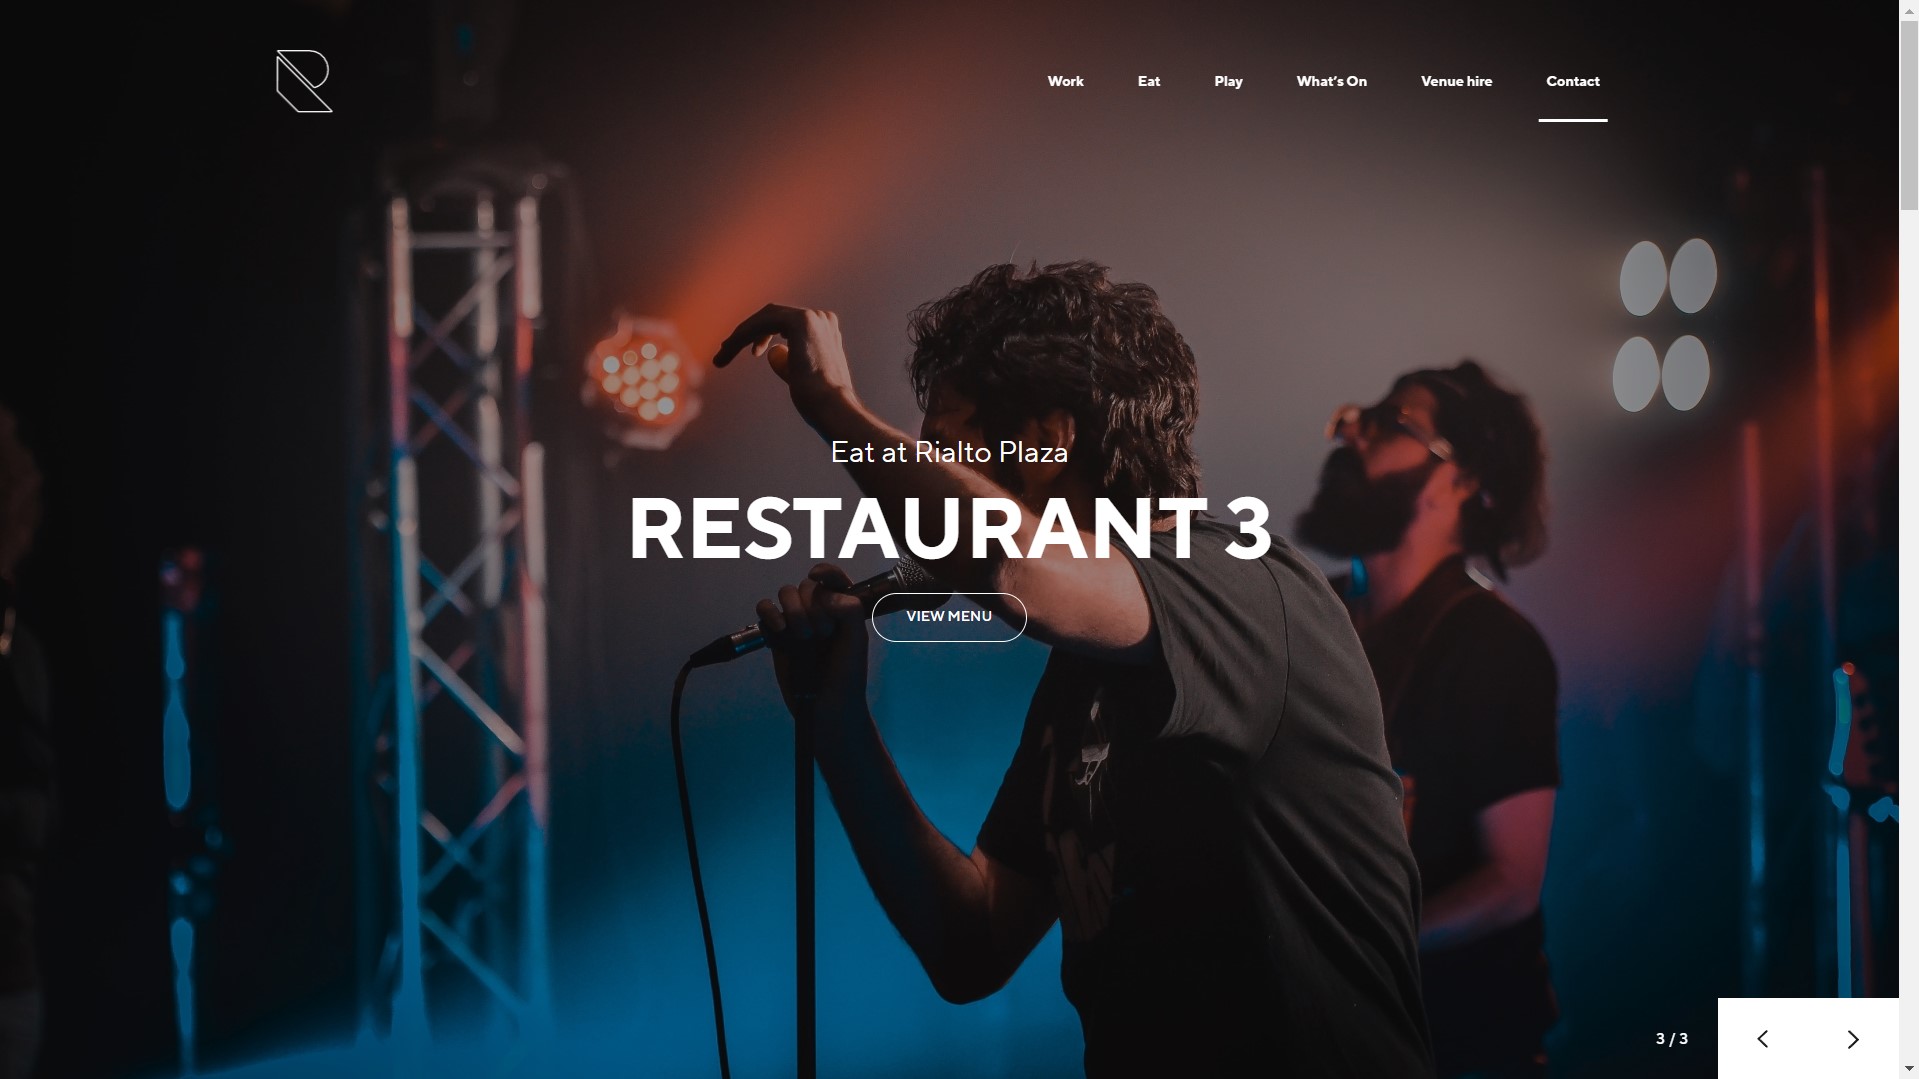 Work
Eat
Play
What's On
Venue hire
Contact
Eat at Rialto Plaza
RESTAURANT 3
VIEW MENU
3 / 3